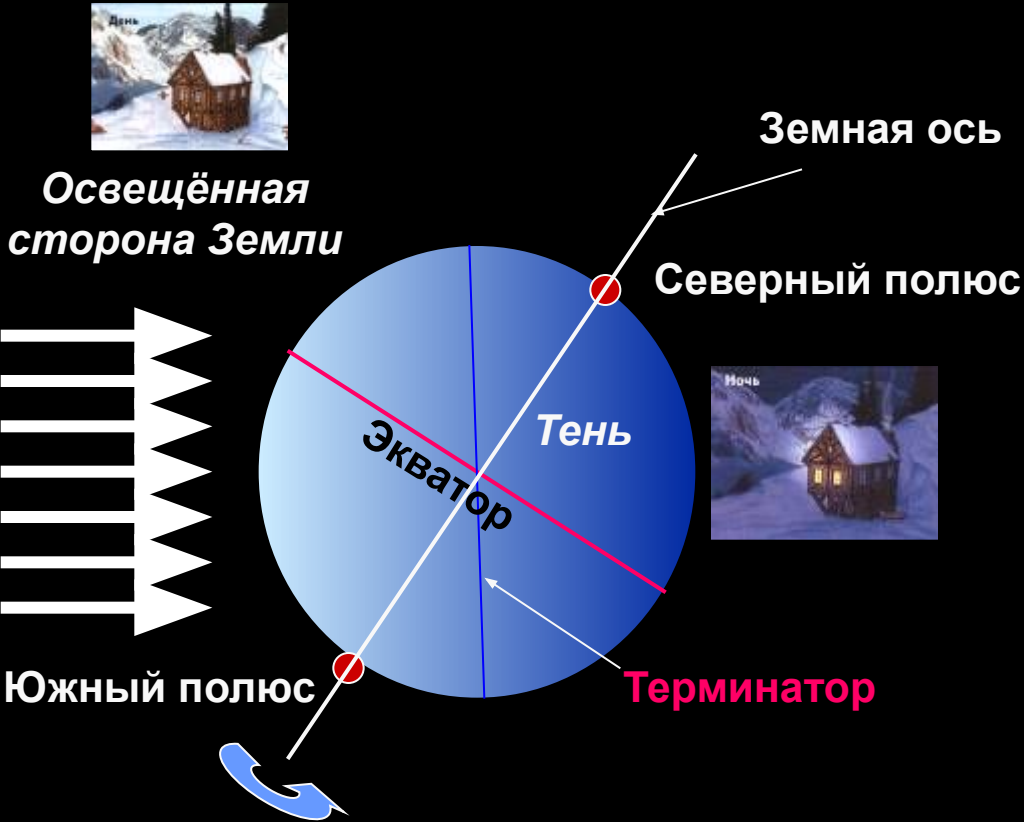 День
Земная ось
Освещённая
сторона Земли
Северный полюс
Ночь
Тень
Экватор
Южный полюс
Терминатор